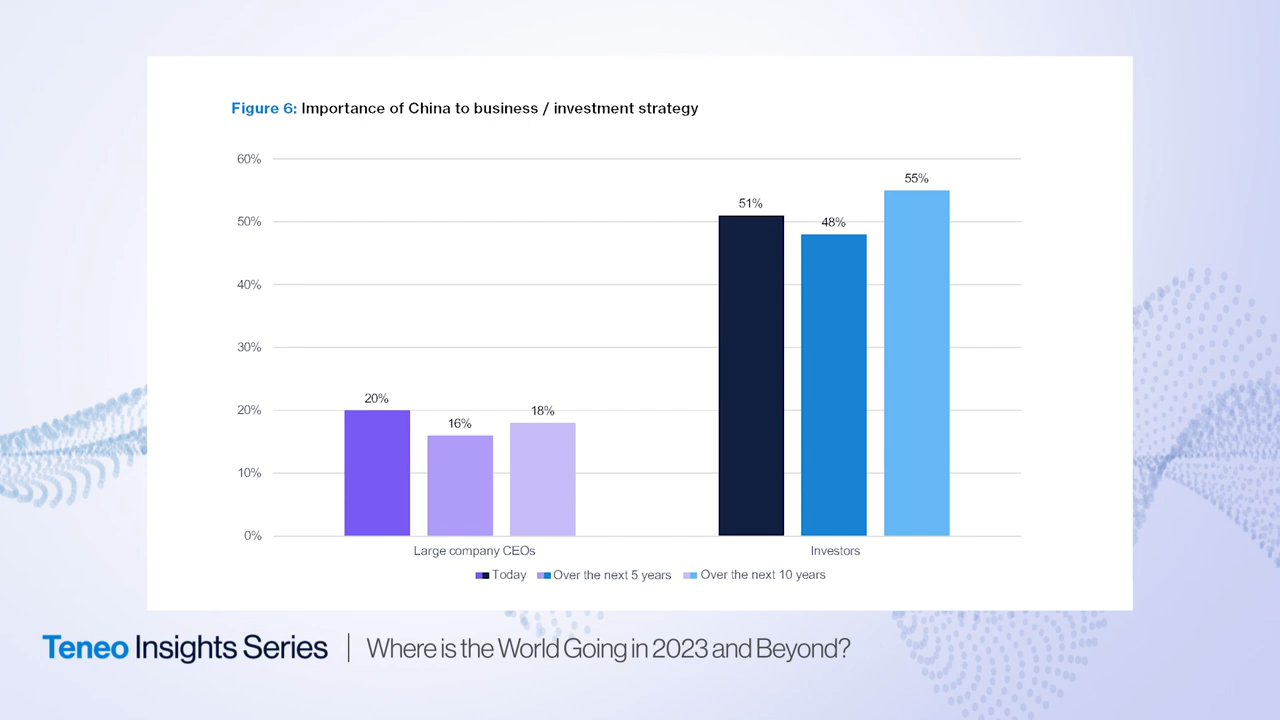 Figure 6: Importance of China to business / investment strategy
60%
50%
40%
30%
20%
10%
0%
20%
16%
18%
51%
48%
55%
Large company CEOs
Investors
Today
Over the next 5 years
Over the next 10 years
Teneo Insights Series | Where is the World Going in 2023 and Beyond?